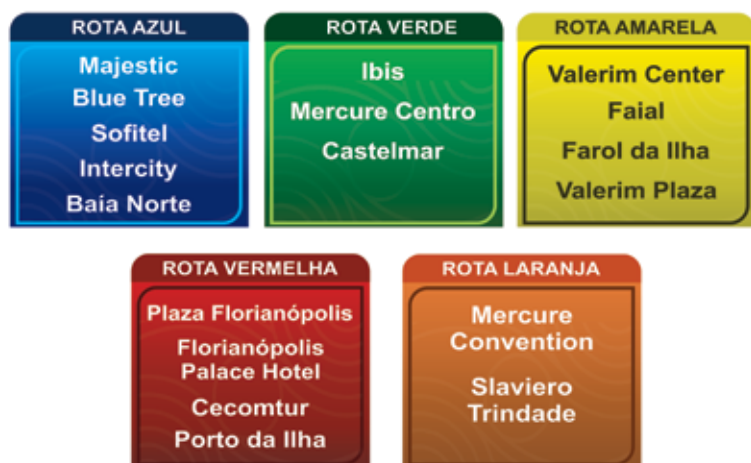 ROTA AZUL
Majestic
Blue Tree
Sofitel
Intercity
Baía Norte
ROTA VERDE
Ibis
Mercure Centro
Castelmar
ROTA AMARELA
Valerim Center
Faial
Farol da Ilha
Valerim Plaza
ROTA VERMELHA
Plaza Florianópolis
Florianópolis
Palace Hotel
Cecomtur
Porto da Ilha
ROTA LARANJA
Mercure
Convention
Slaviero
Trindade